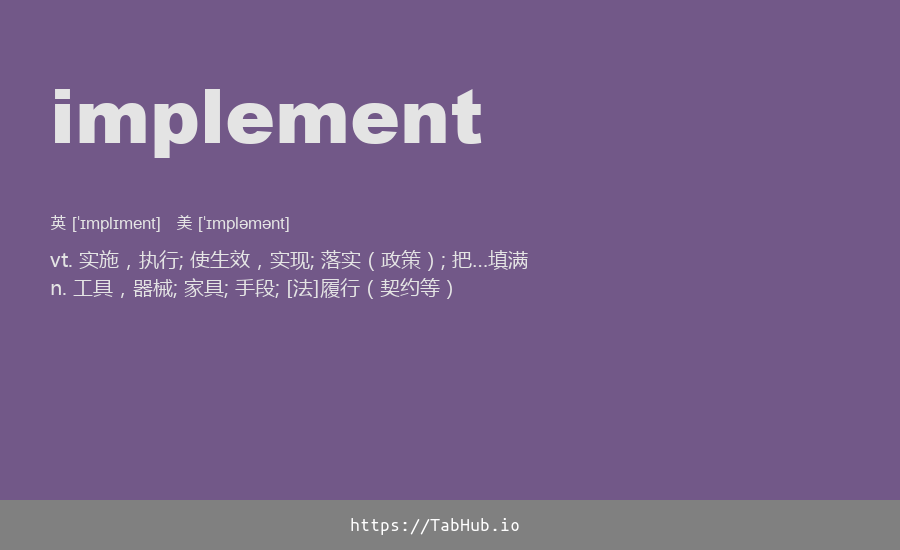 implement
英 [ˈɪmplɪment] 美 [ˈɪmpləmənt]
vt. 实施，执行; 使生效，实现; 落实（政策）; 把...填满
n. 工具，器械; 家具; 手段; [法]履行（契约等）
https://TabHub.io